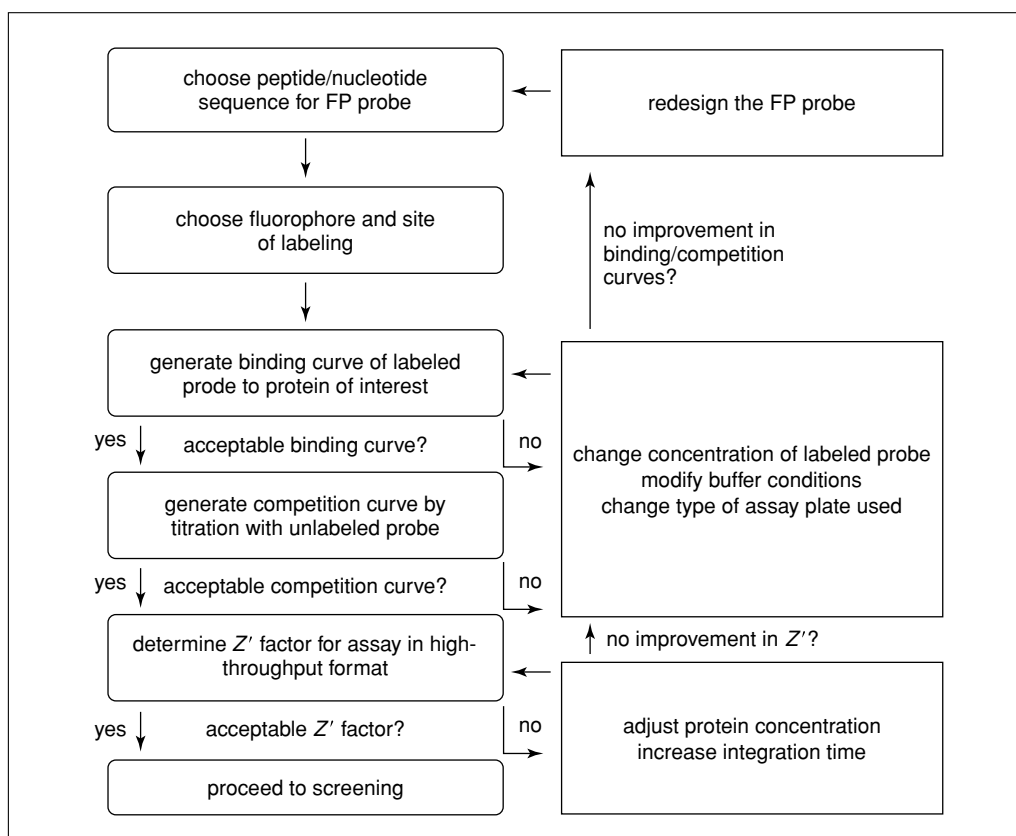 choose peptide/nucleotide
sequence for FP probe
redesign the FP probe
choose fluorophore and site
of labeling
no improvement in
binding/competition
curves?
generate binding curve of labeled
prode to protein of interest
yes
acceptable binding curve?
no
change concentration of labeled probe
modify buffer conditions
change type of assay plate used
generate competition curve by
titration with unlabeled probe
yes
acceptable competition curve?
no
determine Z′ factor for assay in high-
throughput format
no improvement in Z′?
yes
acceptable Z′ factor?
no
adjust protein concentration
increase integration time
proceed to screening